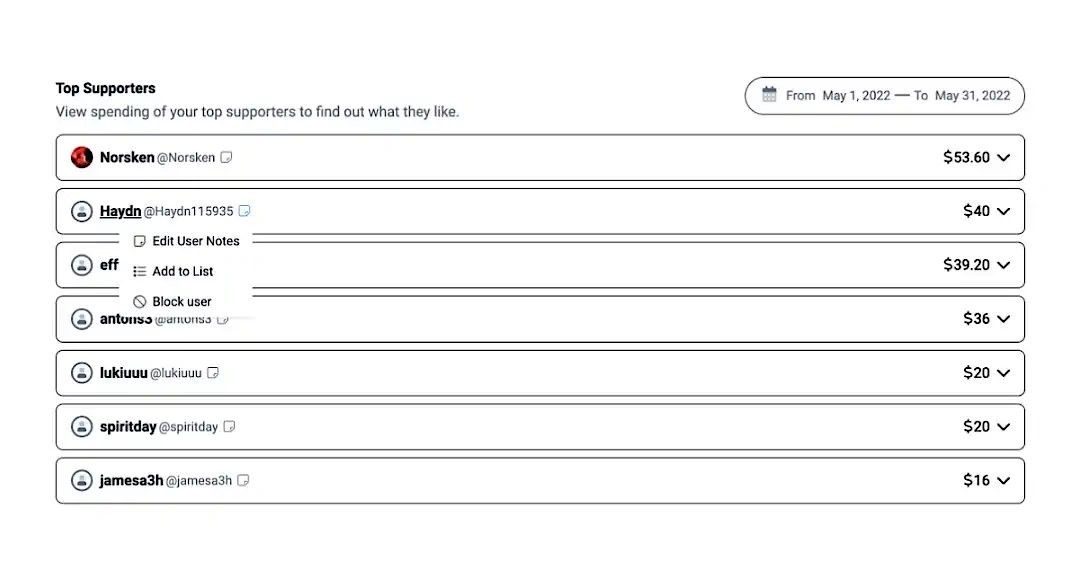 Top Supporters
View spending of your top supporters to find out what they like.
From May 1, 2022 — To May 31, 2022
Norsken @Norsken $53.60
Haydn @Haydn115935 $40
Edit User Notes
eff $39.20
Add to List
Block user
antons3 @antons3 $36
lukiuuu @lukiuuu $20
spiritday @spiritday $20
jamesa3h @jamesa3h $16